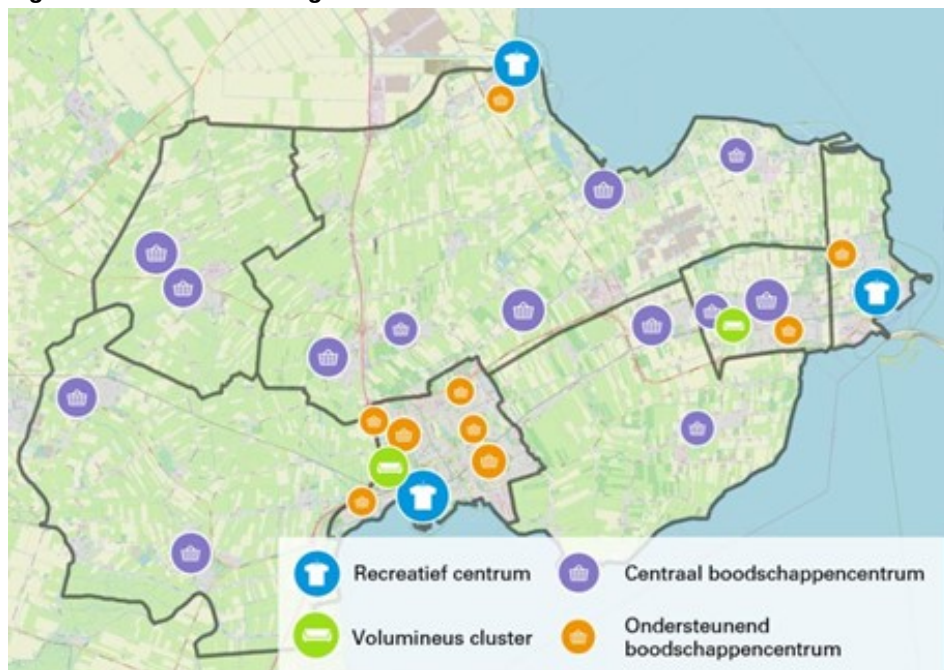 Recreatief centrum
Centraal boodschappencentrum
Volumineus cluster
Ondersteunend
boodschappencentrum